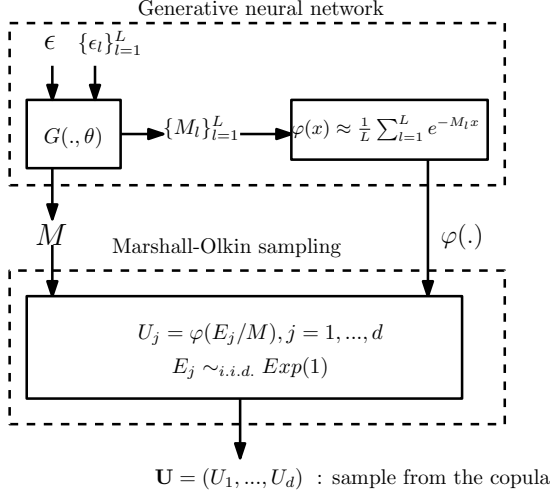 Generative neural network
ϵ {ϵ_l}_{l=1}^L
G(., θ)
{M_l}_{l=1}^L
φ(x) ≈ 1/L ∑_{l=1}^L e^{-M_l x}
M
φ(.)
Marshall-Olkin sampling
U_j = φ(E_j/M), j = 1, ..., d
E_j ∼_{i.i.d.} Exp(1)
U = (U_1, ..., U_d) : sample from the copula